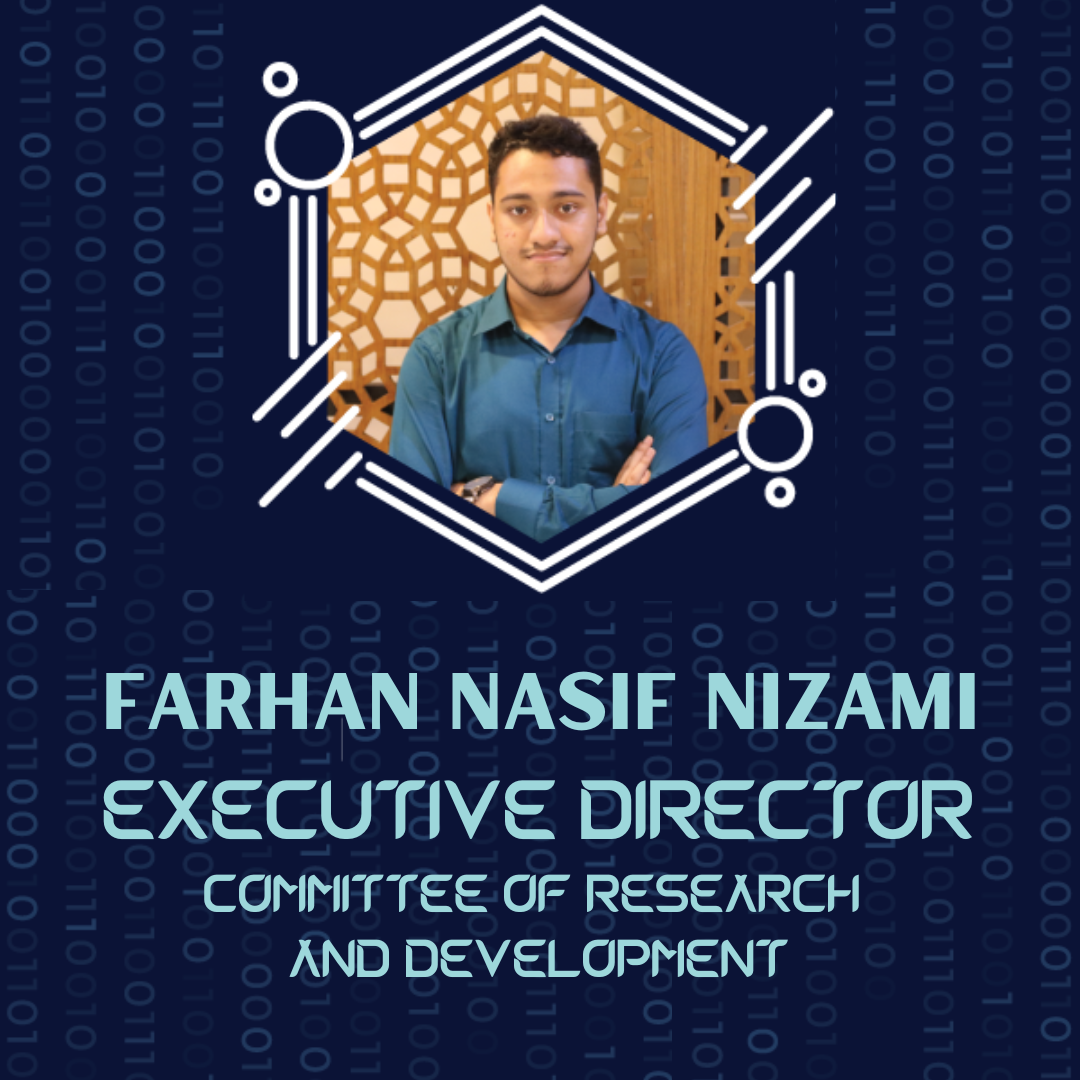 FARHAN NASIF NIZAMI
EXECUTIVE DIRECTOR
COMMITTEE OF RESEARCH
AND DEVELOPMENT